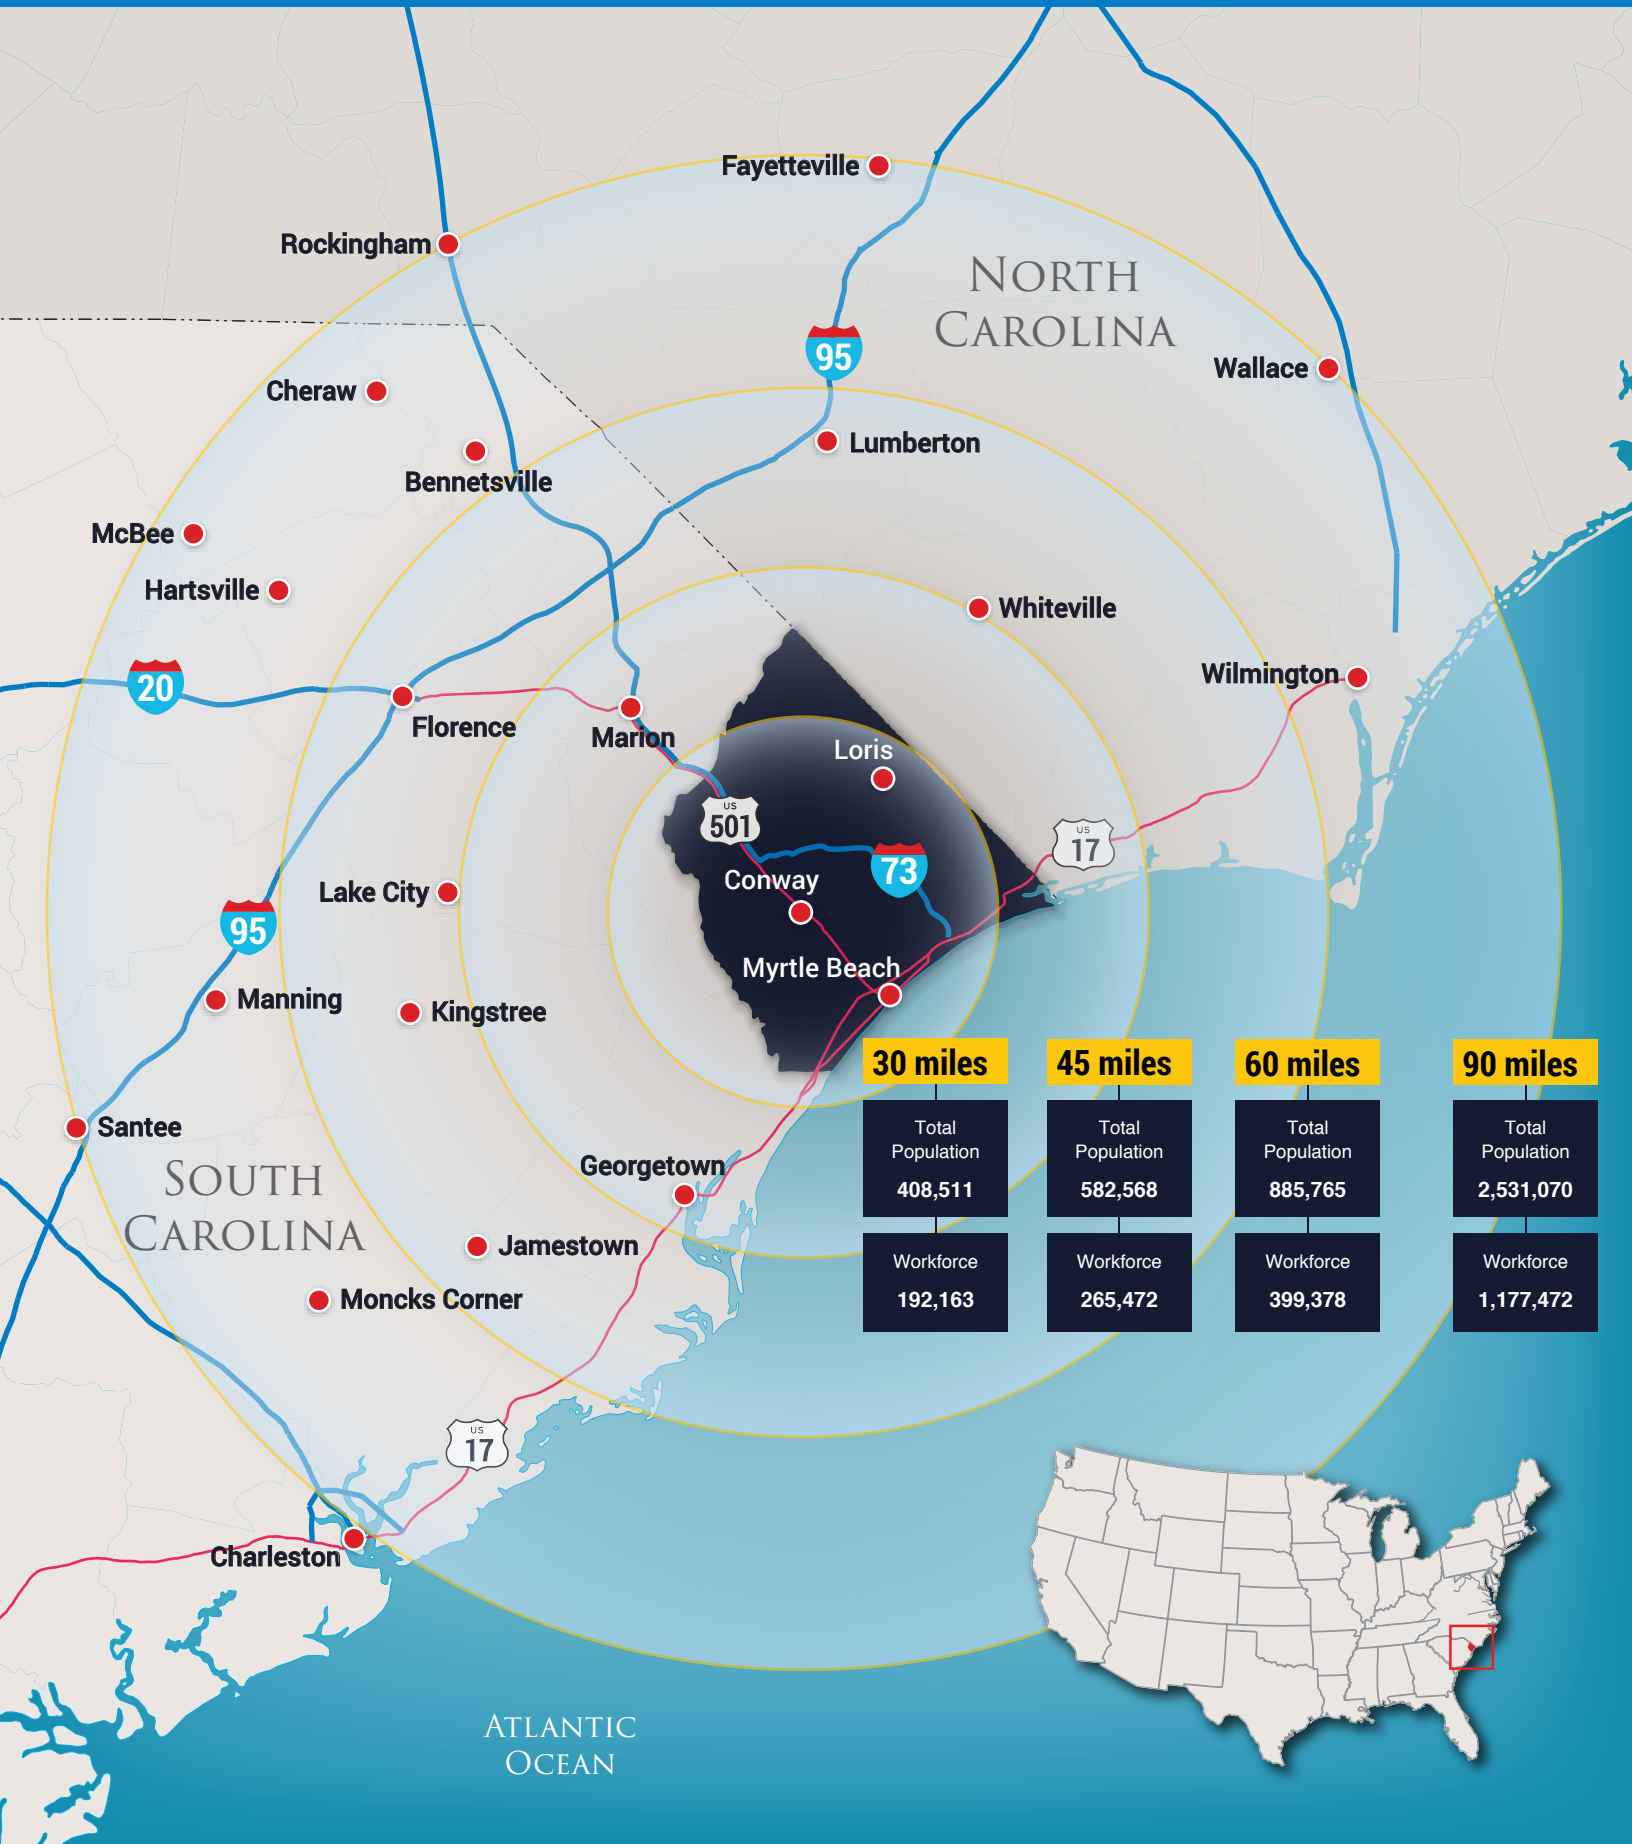 Fayetteville
Rockingham
NORTH
CAROLINA
95
Wallace
Cheraw
Lumberton
Bennetsville
McBee
Hartsville
Whiteville
20
Wilmington
Florence
Marion
Loris
US
501
US
17
73
Conway
Lake City
95
Myrtle Beach
Manning
Kingstree
30 miles
45 miles
60 miles
90 miles
Total
Population
408,511
Total
Population
582,568
Total
Population
885,765
Total
Population
2,531,070
Santee
Georgetown
SOUTH
CAROLINA
Workforce
192,163
Workforce
265,472
Workforce
399,378
Workforce
1,177,472
Jamestown
Moncks Corner
US
17
Charleston
ATLANTIC
OCEAN